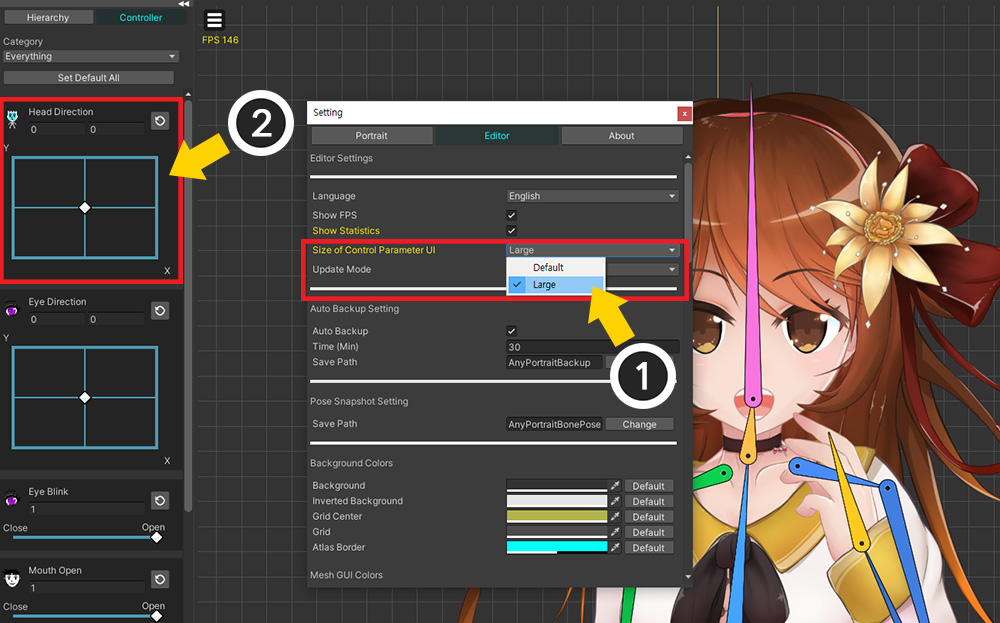 Hierarchy Controller
Category
Everything
Set Default All
Head Direction
0 0
Y
X
Eye Direction
0 0
Y
X
Eye Blink
1
Close Open
Mouth Open
1
Close Open
FPS 146
2
Setting x
Portrait Editor About
Editor Settings
Language English
Show FPS
Show Statistics
Size of Control Parameter UI Large
Default
Large
Update Mode
Auto Backup Setting
Auto Backup
Time (Min) 30
Save Path AnyPortraitBackup
1
Pose Snapshot Setting
Save Path AnyPortraitBonePose Change
Background Colors
Background Default
Inverted Background Default
Grid Center Default
Grid Default
Atlas Border Default
Mesh GUI Colors